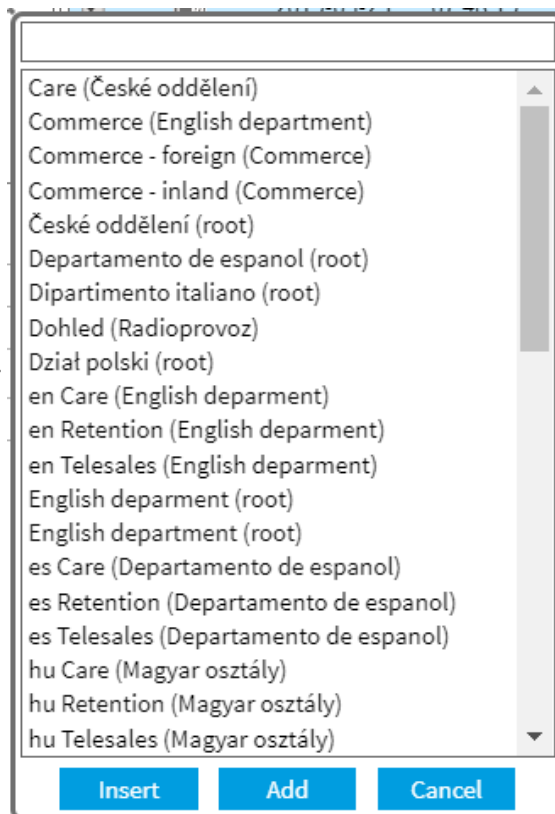 Care (České oddělení)
Commerce (English department)
Commerce - foreign (Commerce)
Commerce - inland (Commerce)
České oddělení (root)
Departamento de espanol (root)
Dipartimento italiano (root)
Dohled (Radioprovoz)
Dział polski (root)
en Care (English deparment)
en Retention (English deparment)
en Telesales (English deparment)
English deparment (root)
English department (root)
es Care (Departamento de espanol)
es Retention (Departamento de espanol)
es Telesales (Departamento de espanol)
hu Care (Magyar osztály)
hu Retention (Magyar osztály)
hu Telesales (Magyar osztály)
Insert Add Cancel